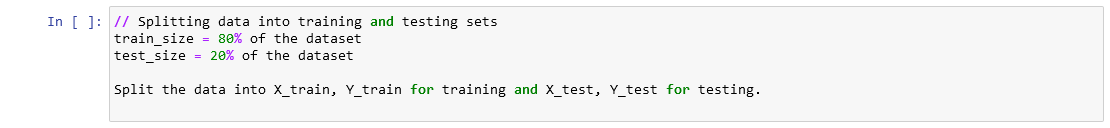 In [ ]: // Splitting data into training and testing sets
train_size = 80% of the dataset
test_size = 20% of the dataset
Split the data into X_train, Y_train for training and X_test, Y_test for testing.